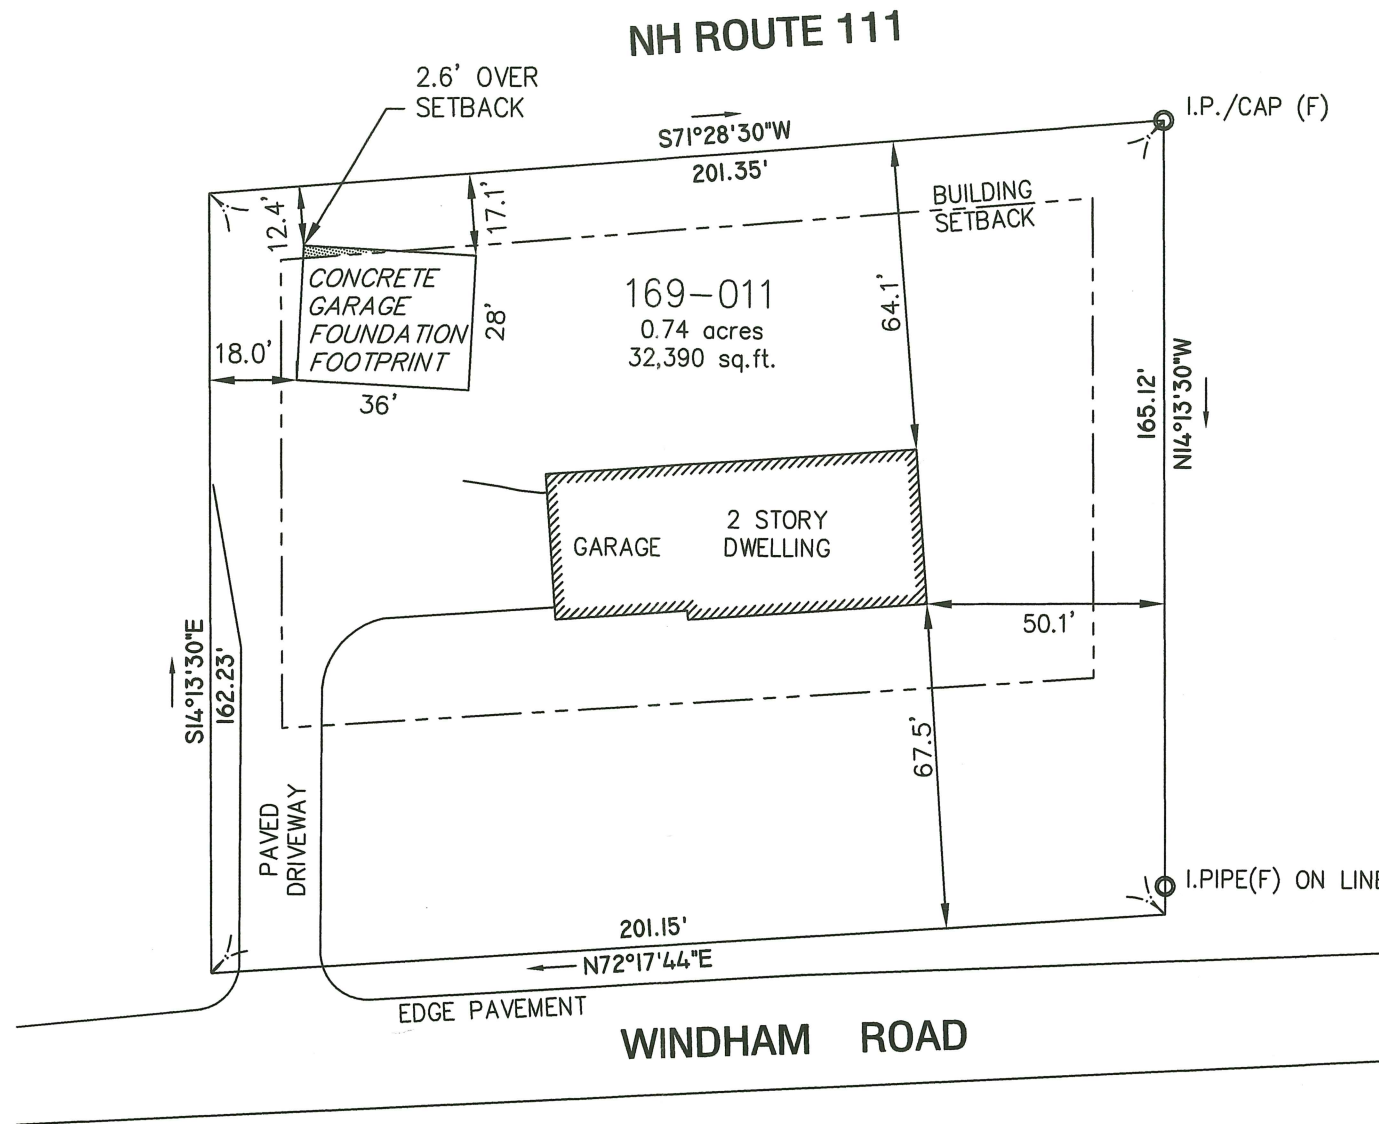 NH ROUTE 111
2.6' OVER
SETBACK
S71°28'30"W
201.35'
I.P./CAP (F)
12.4'
17.1'
BUILDING
SETBACK
CONCRETE
GARAGE
FOUNDATION
FOOTPRINT
28'
36'
18.0'
169-011
0.74 acres
32,390 sq.ft.
64.1'
165.12'
N14°13'30"W
2 STORY
DWELLING
GARAGE
50.1'
S14°13'30"E
162.23'
67.5'
PAVED
DRIVEWAY
I.PIPE(F) ON LINE
201.15'
N72°17'44"E
EDGE PAVEMENT
WINDHAM ROAD